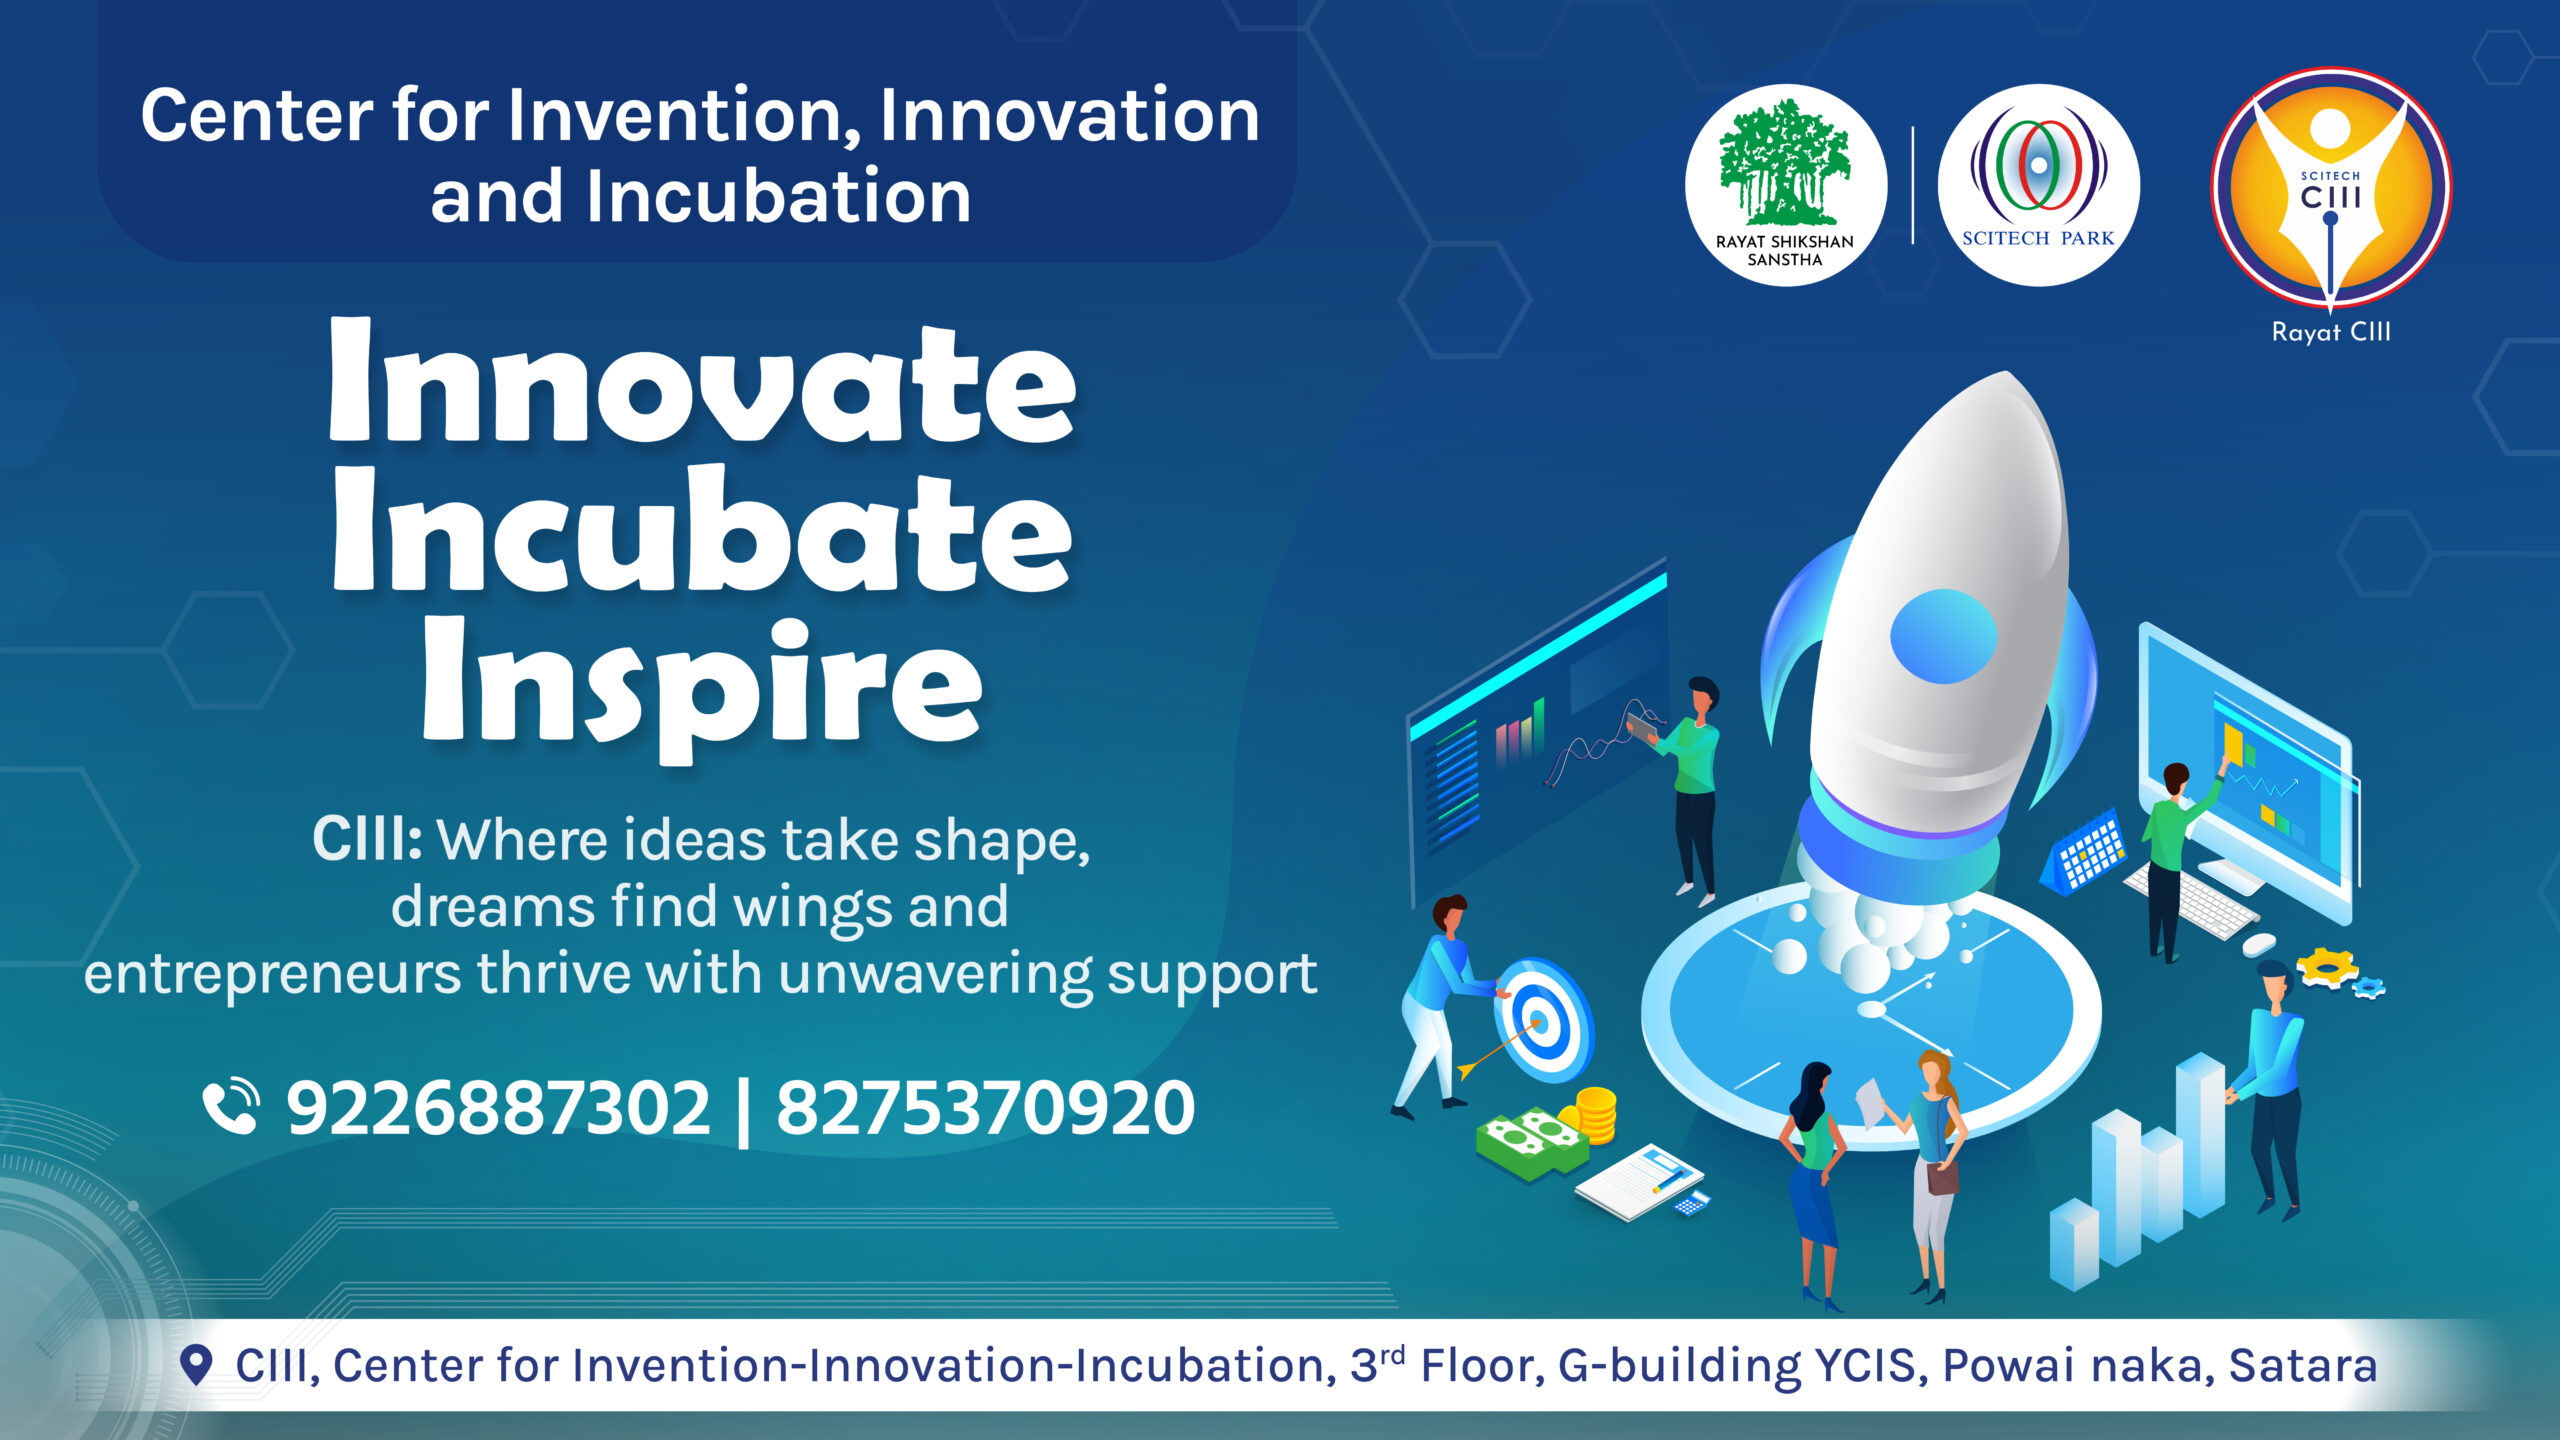 Center for Invention, Innovation
and Incubation
RAYAT SHIKSHAN
SANSTHA
SCITECH PARK
SCITECH
CIII
Rayat CIII
Innovate
Incubate
Inspire
CIII: Where ideas take shape,
dreams find wings and
entrepreneurs thrive with unwavering support
9226887302 | 8275370920
CIII, Center for Invention-Innovation-Incubation, 3rd Floor, G-building YCIS, Powai naka, Satara